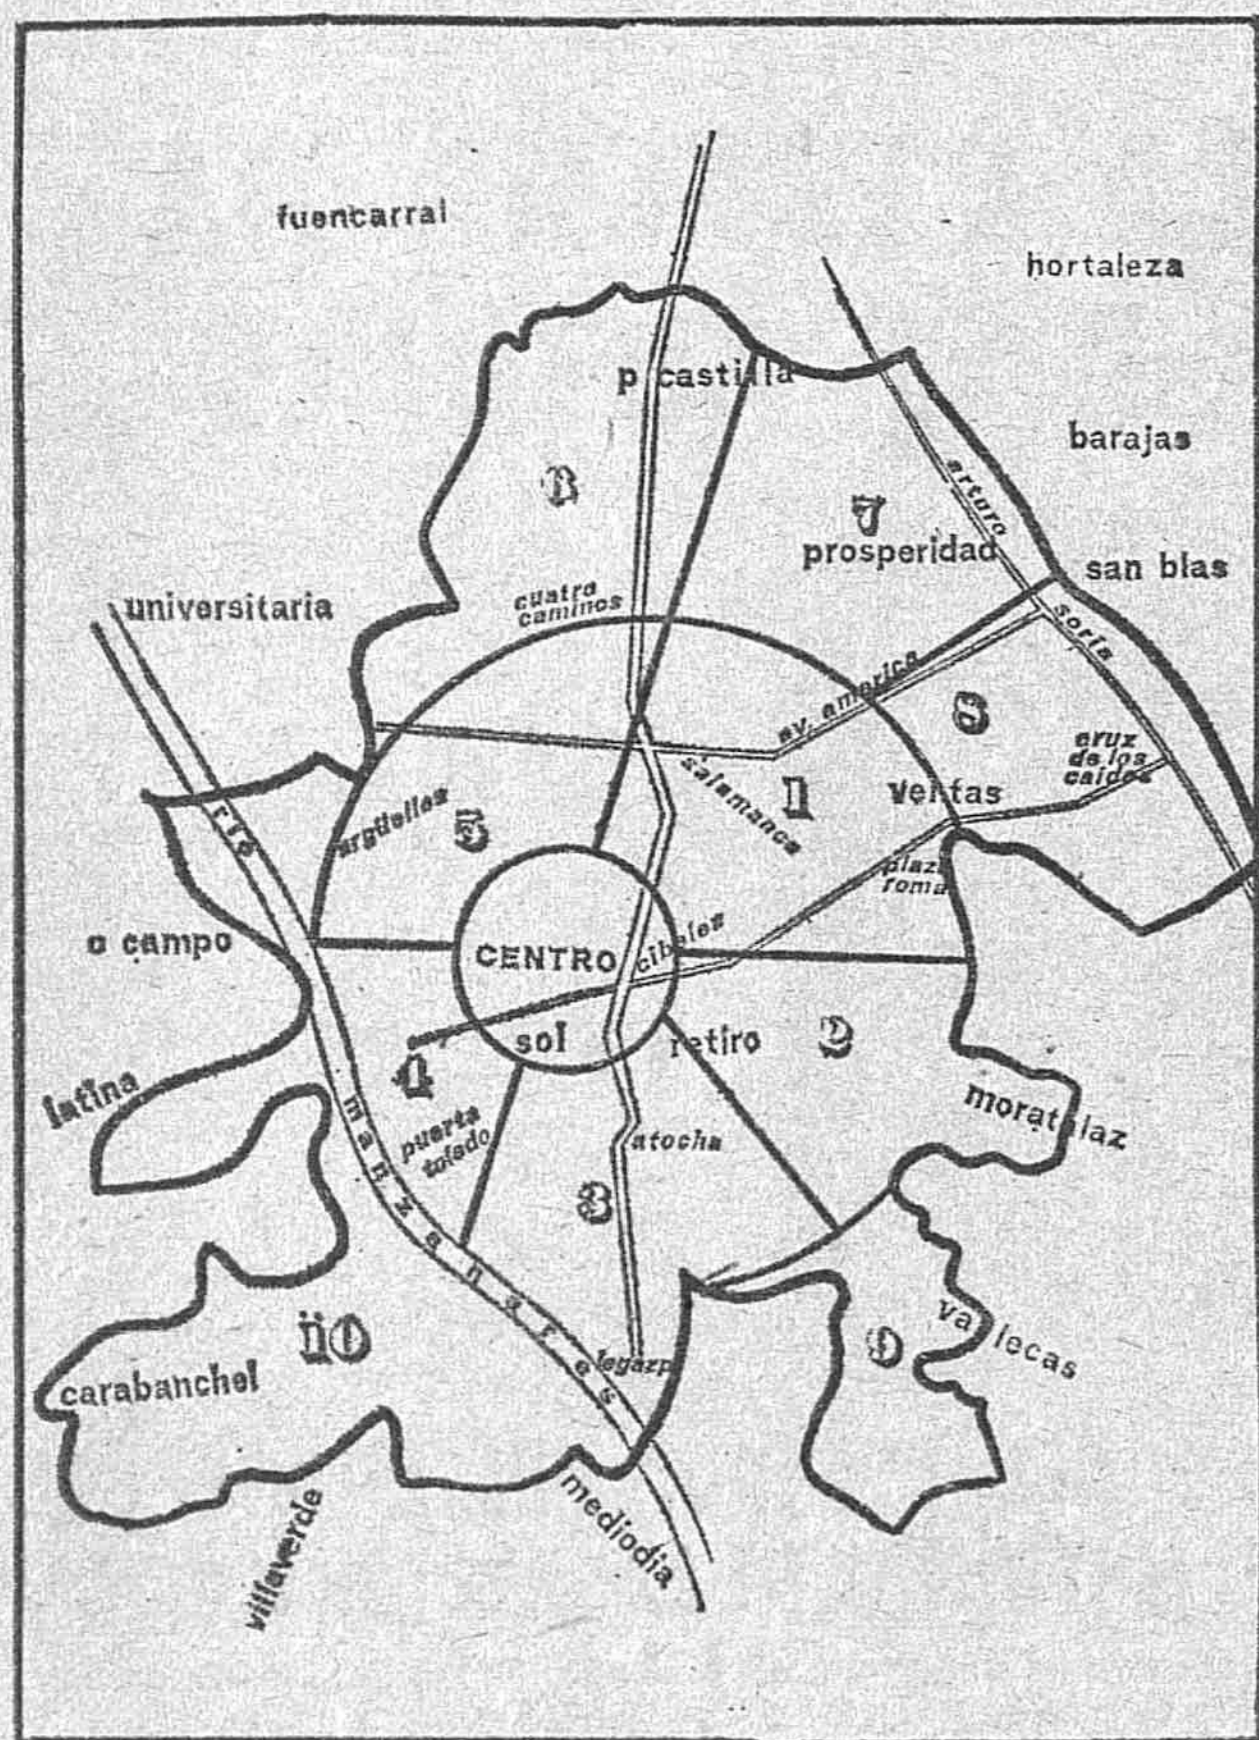 fuencarral
hortaleza
p castilla
barajas
arturo
7
prosperidad
san blas
cuatro
caminos
universitaria
soria
av. america
cruz
de los
caidos
salamanca
1
ventas
rio
argüelles
5
plaza
roma
o campo
CENTRO
cibeles
sol
retiro
2
4
latina
moratalaz
puerta
toledo
manzanares
atocha
3
vallecas
10
9
legazpi
carabanchel
villaverde
mediodia